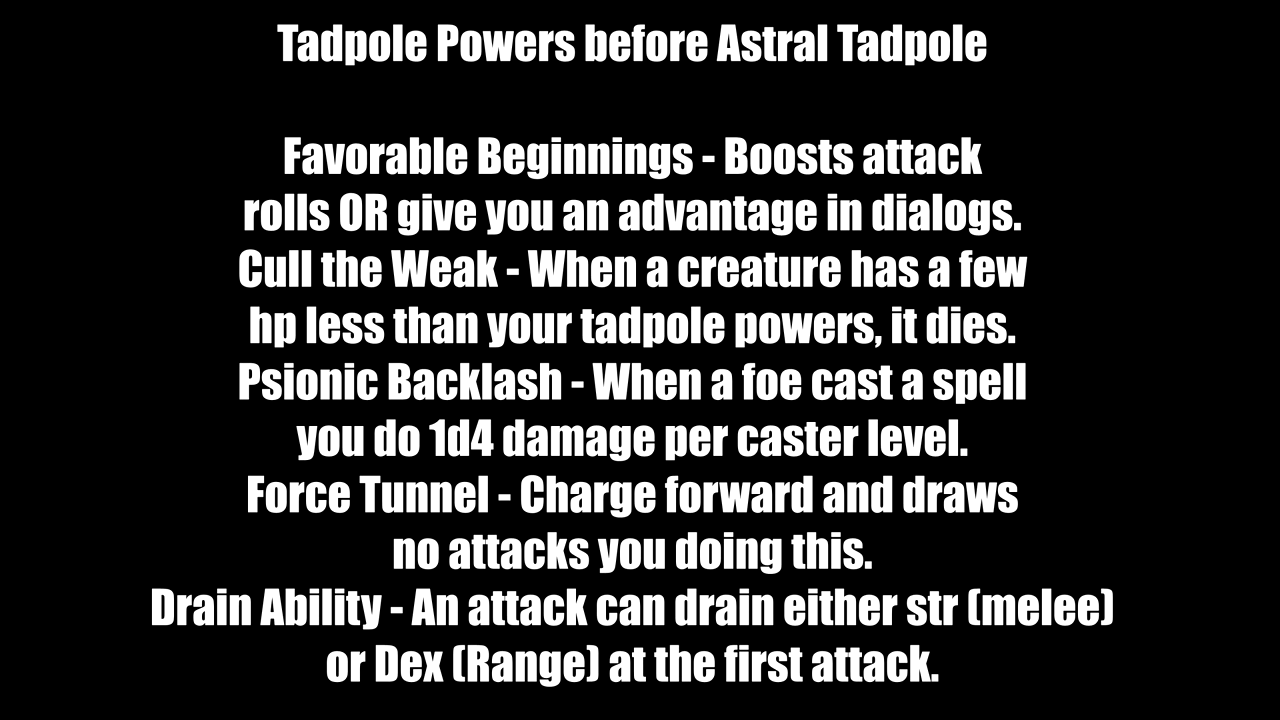 Tadpole Powers before Astral Tadpole
Favorable Beginnings - Boosts attack
rolls OR give you an advantage in dialogs.
Cull the Weak - When a creature has a few
hp less than your tadpole powers, it dies.
Psionic Backlash - When a foe cast a spell
you do 1d4 damage per caster level.
Force Tunnel - Charge forward and draws
no attacks you doing this.
Drain Ability - An attack can drain either str (melee)
or Dex (Range) at the first attack.